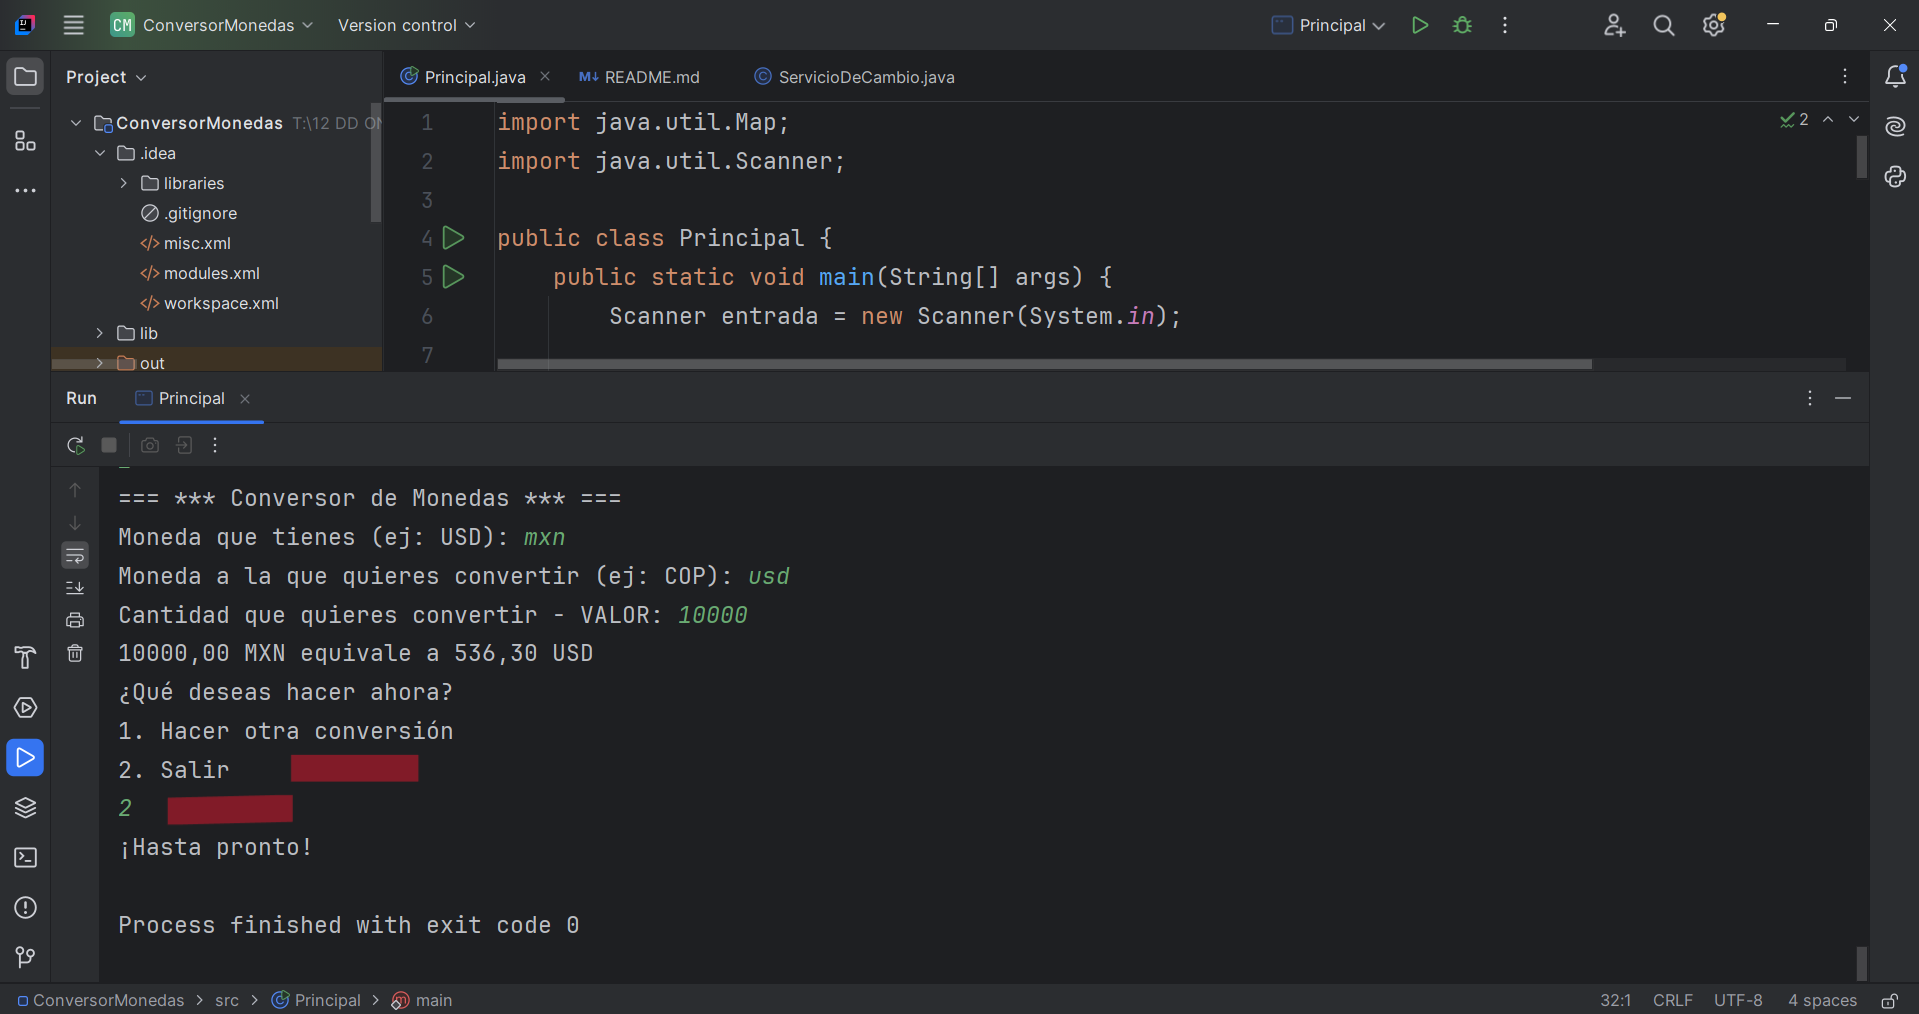 CM ConversorMonedas Version control Principal
Project
Principal.java README.md ServicioDeCambio.java
ConversorMonedas T:\12 DD
.idea
libraries
.gitignore
misc.xml
modules.xml
workspace.xml
lib
out
1 import java.util.Map;
2 import java.util.Scanner;
3
4 public class Principal {
5 public static void main(String[] args) {
6 Scanner entrada = new Scanner(System.in);
7
2
Run Principal
=== *** Conversor de Monedas *** ===
Moneda que tienes (ej: USD): mxn
Moneda a la que quieres convertir (ej: COP): usd
Cantidad que quieres convertir - VALOR: 10000
10000,00 MXN equivale a 536,30 USD
¿Qué deseas hacer ahora?
1. Hacer otra conversión
2. Salir
2
¡Hasta pronto!
Process finished with exit code 0
ConversorMonedas > src > Principal > main
32:1 CRLF UTF-8 4 spaces